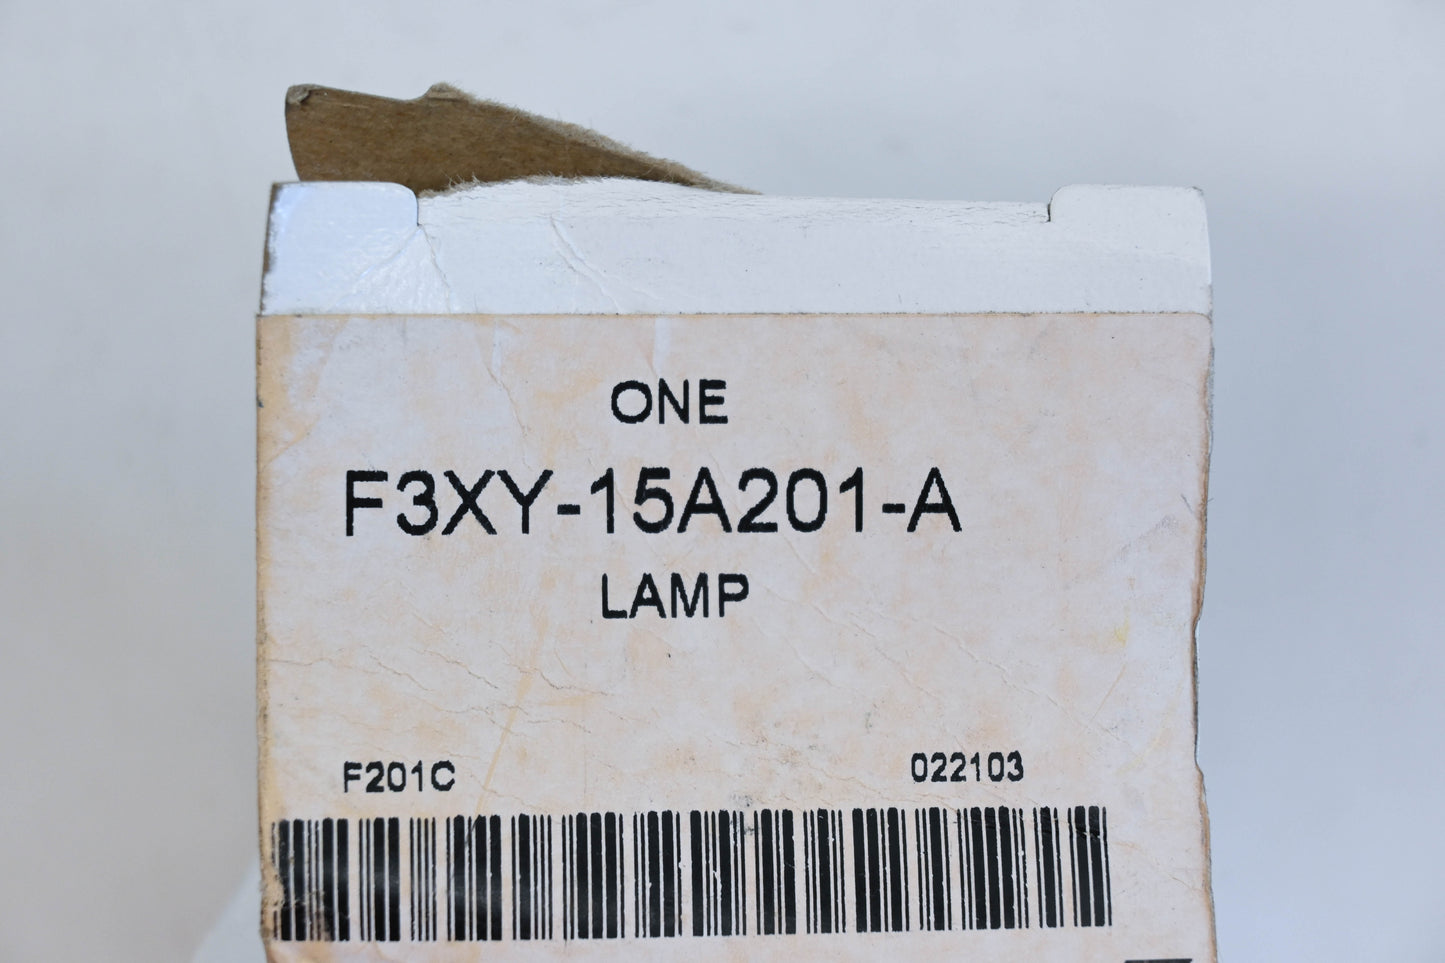 ONE
F3XY-15A201-A
LAMP
F201C 022103